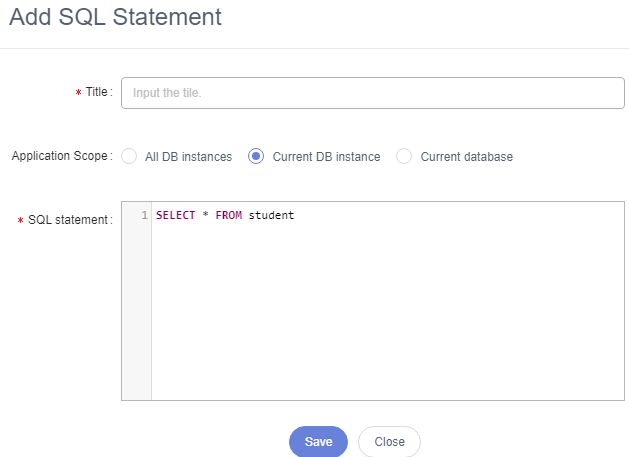 Add SQL Statement
* Title :
Input the tile.
Application Scope : All DB instances Current DB instance Current database
* SQL statement :
1 SELECT * FROM student
Save Close